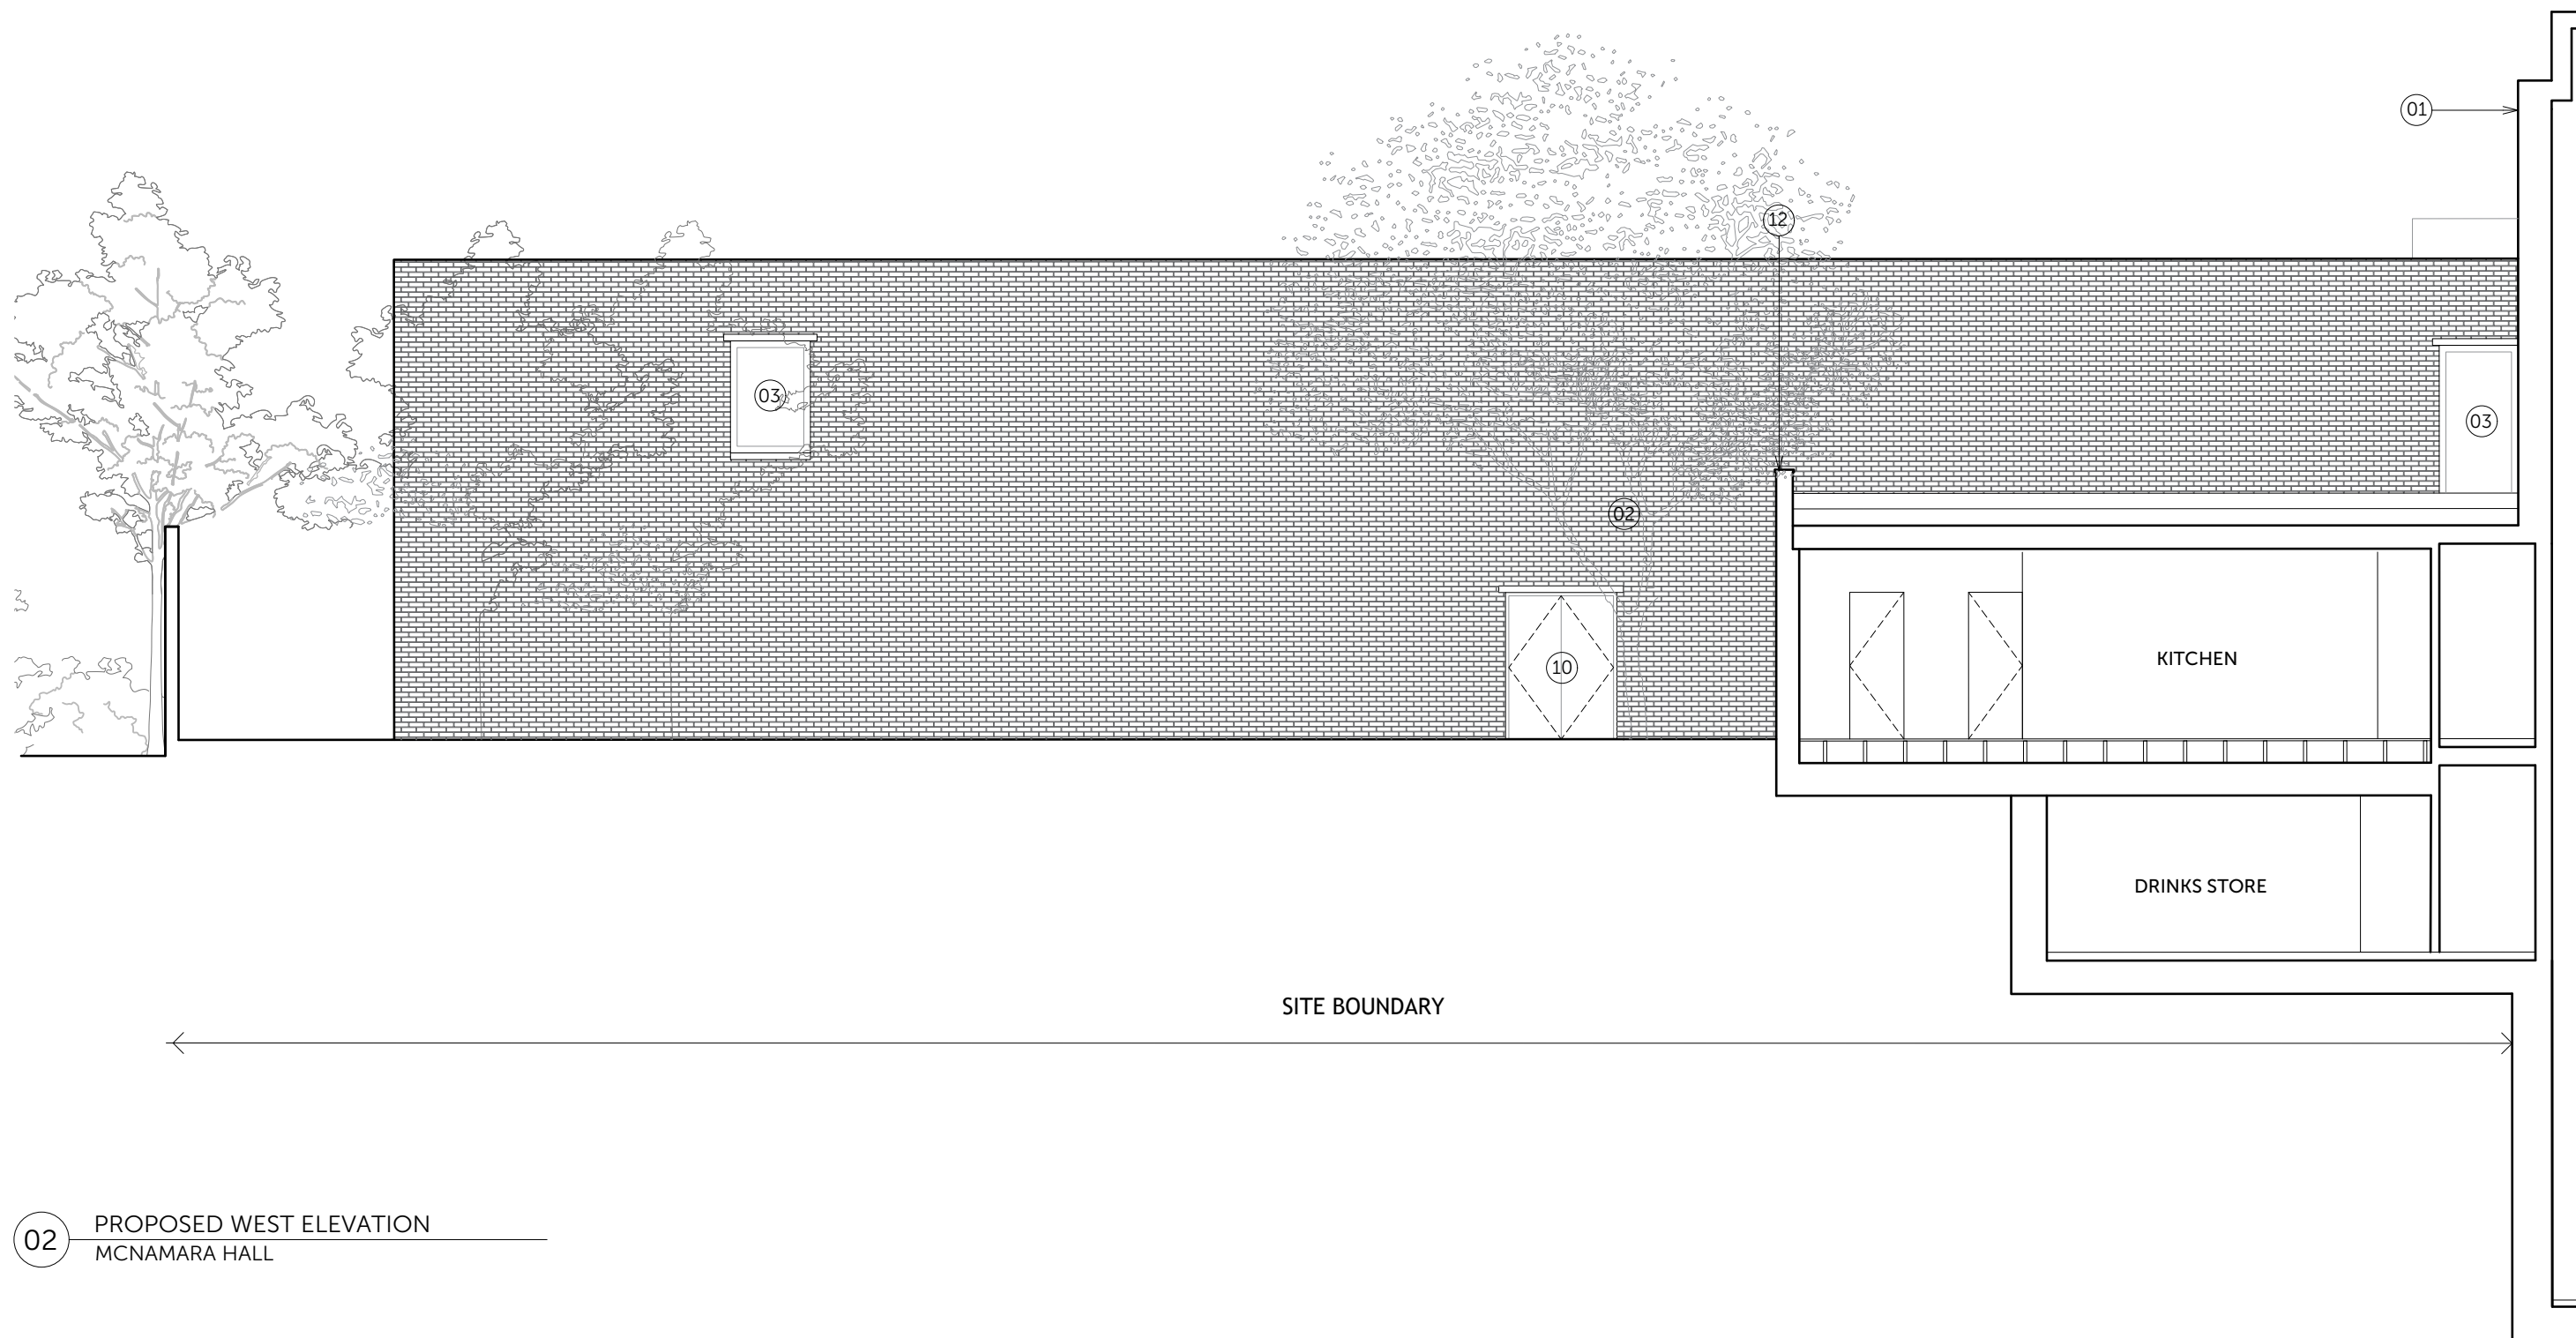 01
12
03
03
02
10
KITCHEN
DRINKS STORE
SITE BOUNDARY
02
PROPOSED WEST ELEVATION
MCNAMARA HALL